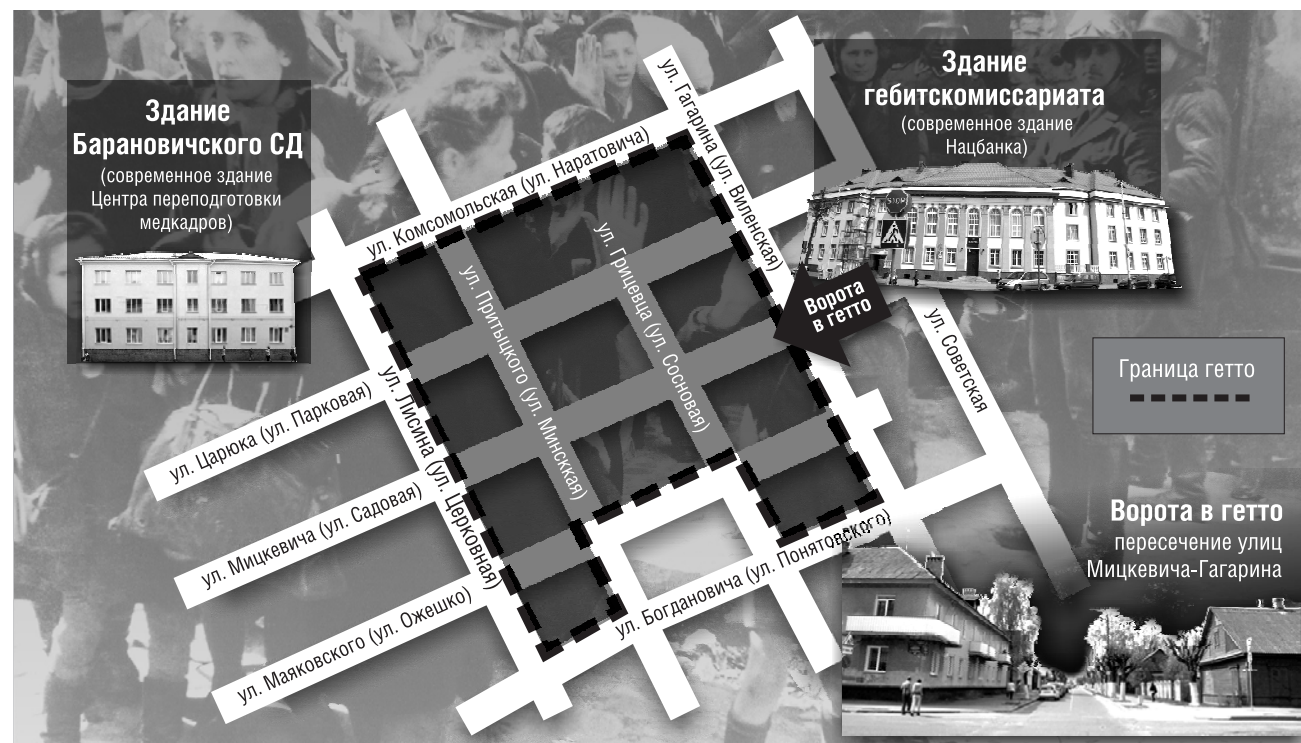 Здание
Барановичского СД
(современное здание
Центра переподготовки
медкадров)
Здание
гебитскомиссариата
(современное здание
Нацбанка)
STOP
ул. Гагарина (ул. Виленская)
ул. Комсомольская (ул. Наратовича)
ул. Грицевца (ул. Сосновая)
ул. Притыцкого (ул. Минсккая)
Ворота
в гетто
ул. Советская
Граница гетто
ул. Царюка (ул. Парковая)
ул. Лисина (ул. Церковная)
ул. Мицкевича (ул. Садовая)
ул. Маяковского (ул. Ожешко)
ул. Богдановича (ул. Понятовского)
Ворота в гетто
пересечение улиц
Мицкевича-Гагарина